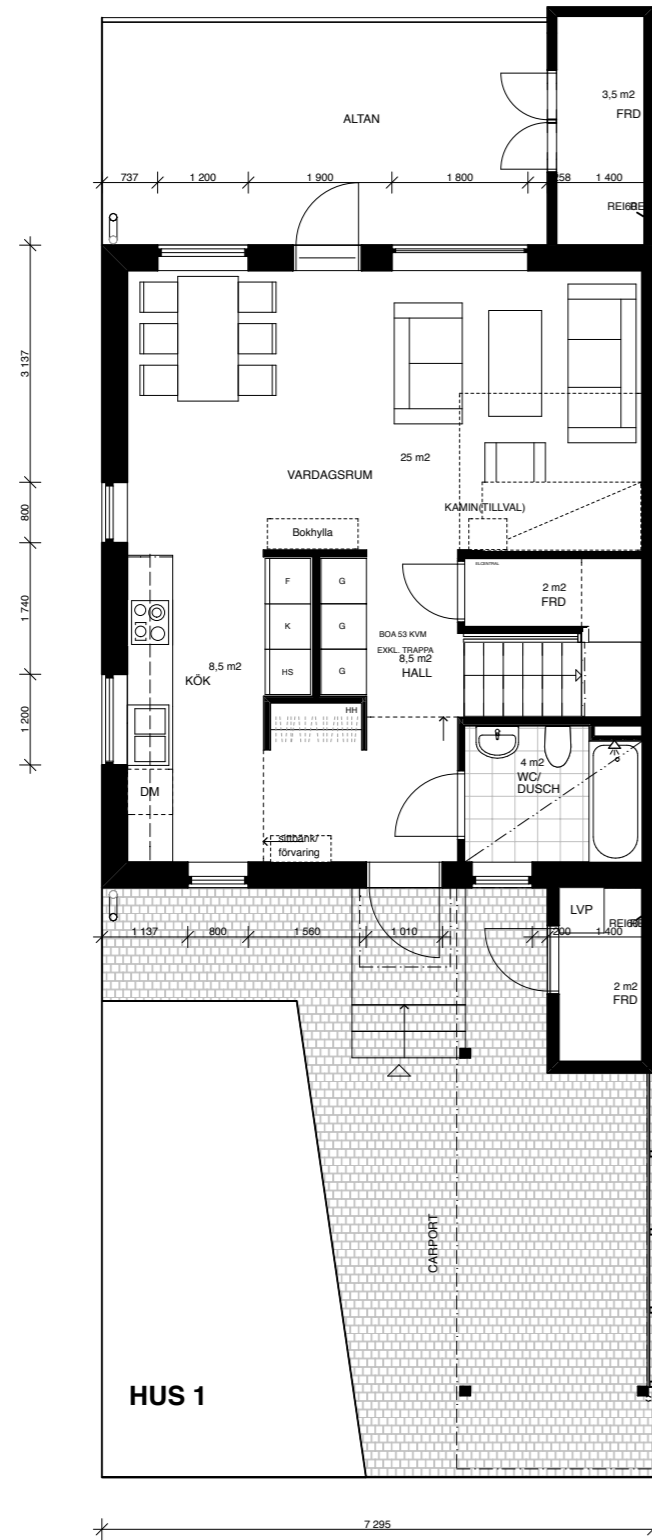 3,5 m2
FRD
ALTAN
737
1 200
1 900
1 800
258
1 400
3 137
25 m2
VARDAGSRUM
KAMIN(TILLVAL)
800
Bokhylla
ELCENTRAL
F
G
2 m2
FRD
1 740
K
G
BOA 53 KVM
EXKL. TRAPPA
8,5 m2
KÖK
HS
G
8,5 m2
HALL
1 200
HH
4 m2
WC/
DUSCH
DM
sittbänk/
förvaring
LVP
1 137
800
1 560
1 010
200
1 400
2 m2
FRD
CARPORT
HUS 1
7 295